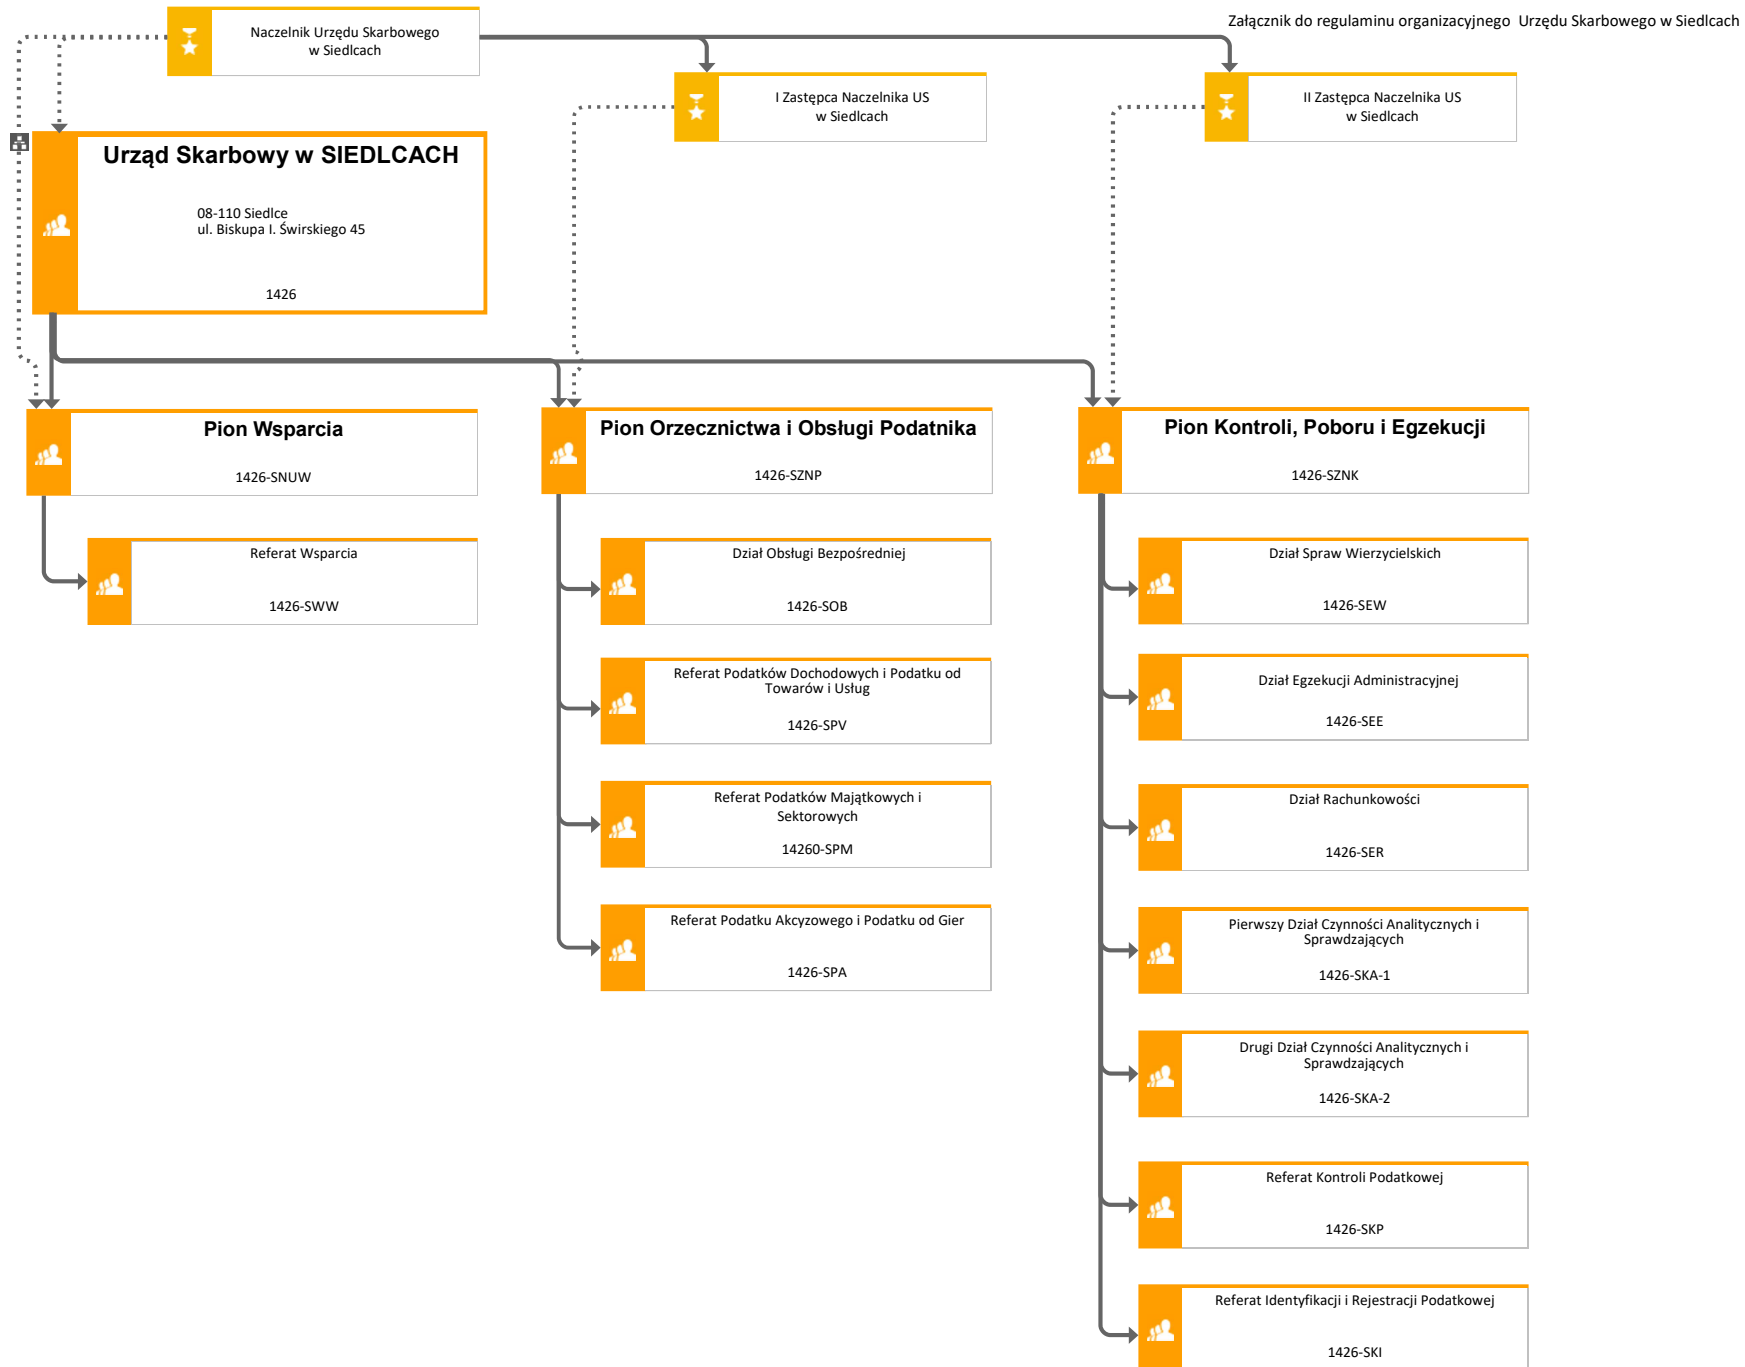 Załącznik do regulaminu organizacyjnego  Urzędu Skarbowego w Siedlcach
Naczelnik Urzędu Skarbowego
w Siedlcach
I Zastępca Naczelnika US
w Siedlcach
II Zastępca Naczelnika US
w Siedlcach
Urząd Skarbowy w SIEDLCACH
08-110 Siedlce
ul. Biskupa I. Świrskiego 45
1426
Pion Wsparcia
1426-SNUW
Referat Wsparcia
1426-SWW
Pion Orzecznictwa i Obsługi Podatnika
1426-SZNP
Dział Obsługi Bezpośredniej
1426-SOB
Referat Podatków Dochodowych i Podatku od
Towarów i Usług
1426-SPV
Referat Podatków Majątkowych i
Sektorowych
14260-SPM
Referat Podatku Akcyzowego i Podatku od Gier
1426-SPA
Pion Kontroli, Poboru i Egzekucji
1426-SZNK
Dział Spraw Wierzycielskich
1426-SEW
Dział Egzekucji Administracyjnej
1426-SEE
Dział Rachunkowości
1426-SER
Pierwszy Dział Czynności Analitycznych i
Sprawdzających
1426-SKA-1
Drugi Dział Czynności Analitycznych i
Sprawdzających
1426-SKA-2
Referat Kontroli Podatkowej
1426-SKP
Referat Identyfikacji i Rejestracji Podatkowej
1426-SKI